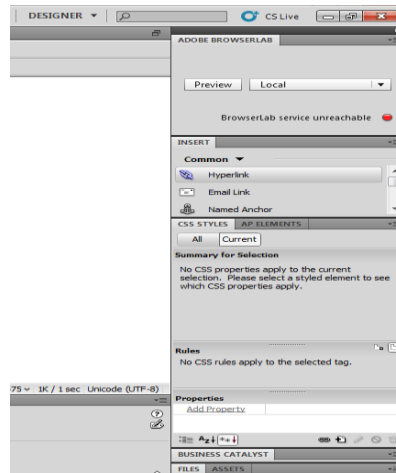 DESIGNER
CS Live
ADOBE BROWSERLAB
Preview Local
BrowserLab service unreachable
INSERT
Common
Hyperlink
Email Link
Named Anchor
CSS STYLES AP ELEMENTS
All Current
Summary for Selection
No CSS properties apply to the current
selection. Please select a styled element to see
which CSS properties apply.
Rules
No CSS rules apply to the selected tag.
75 1K / 1 sec Unicode (UTF-8)
Properties
Add Property
Az
BUSINESS CATALYST
FILES ASSETS